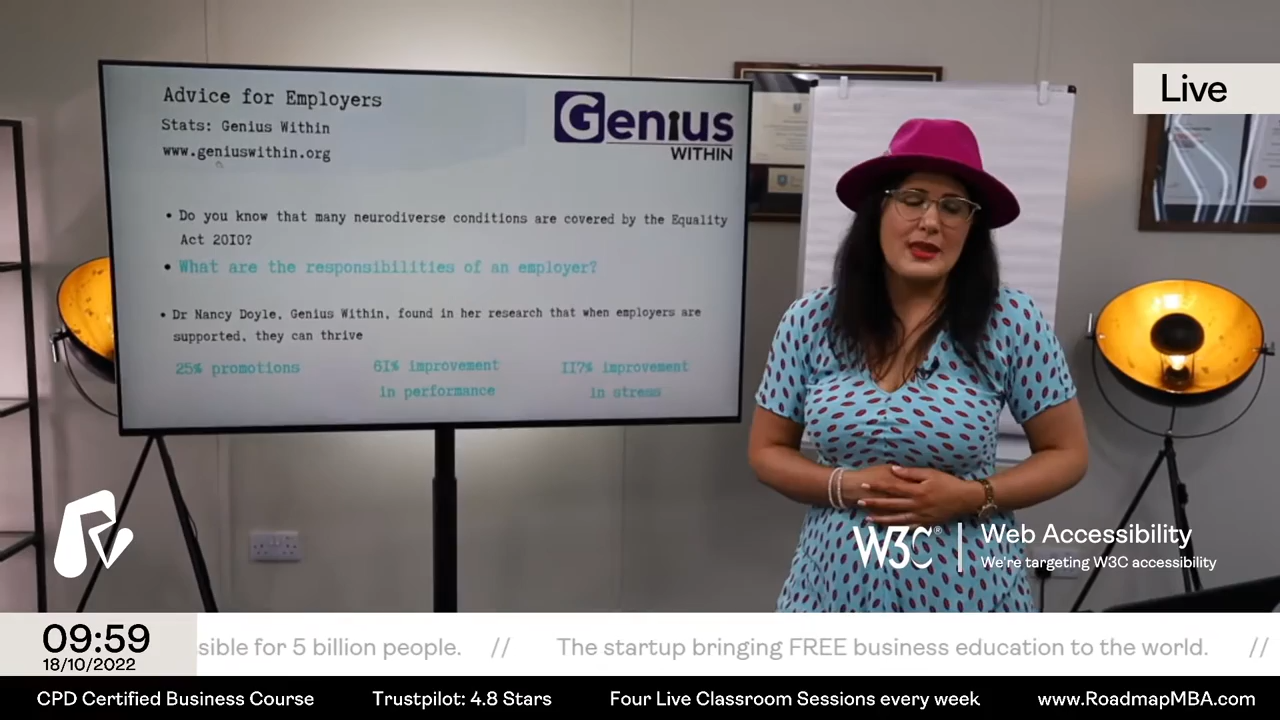 Advice for Employers
Stats: Genius Within
www.geniuswithin.org
Genius
WITHIN
• Do you know that many neurodiverse conditions are covered by the Equality
Act 2010?
• What are the responsibilities of an employer?
• Dr Nancy Doyle, Genius Within, found in her research that when employers are
supported, they can thrive
25% promotions
61% improvement
in performance
117% improvement
in stress
Live
W3C®
Web Accessibility
We're targeting W3C accessibility
09:59
18/10/2022
sible for 5 billion people. // The startup bringing FREE business education to the world. //
CPD Certified Business Course Trustpilot: 4.8 Stars Four Live Classroom Sessions every week www.RoadmapMBA.com